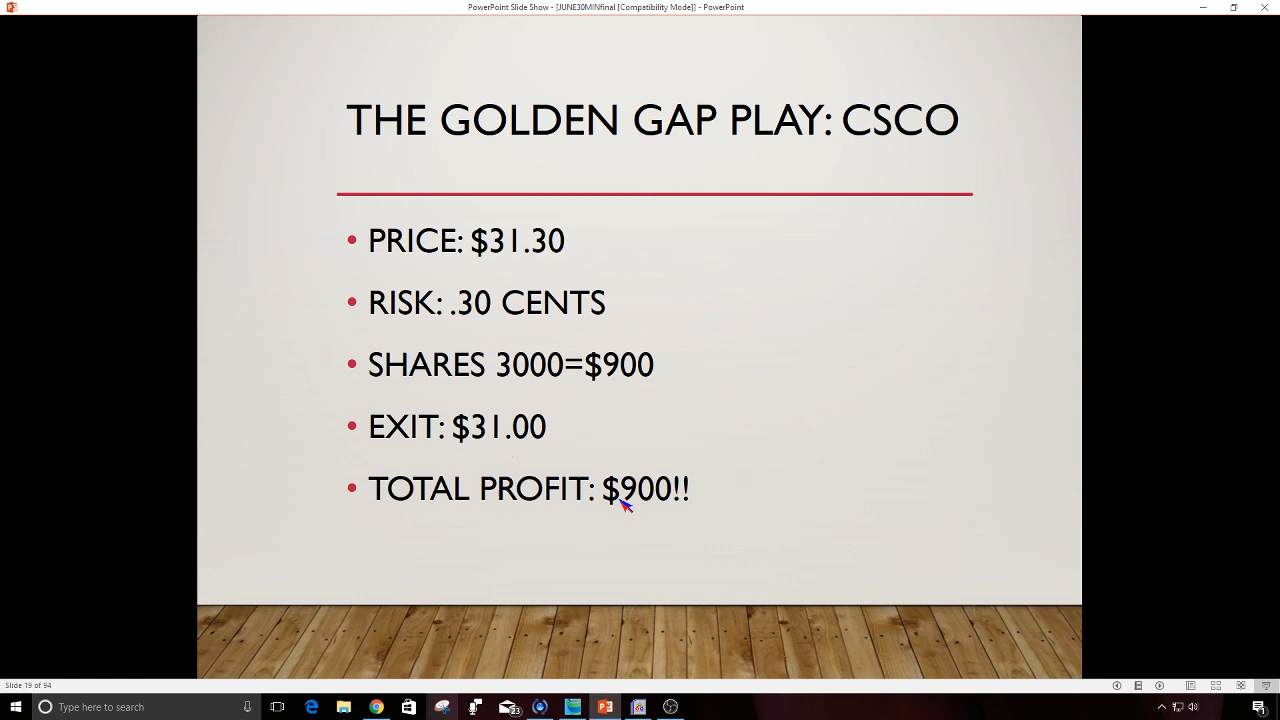 PowerPoint Slide Show - [JUNE30MINfinal [Compatibility Mode]] - PowerPoint
THE GOLDEN GAP PLAY: CSCO
• PRICE: $31.30
• RISK: .30 CENTS
• SHARES 3000=$900
• EXIT: $31.00
• TOTAL PROFIT: $900!!
Slide 19 of 94
Type here to search